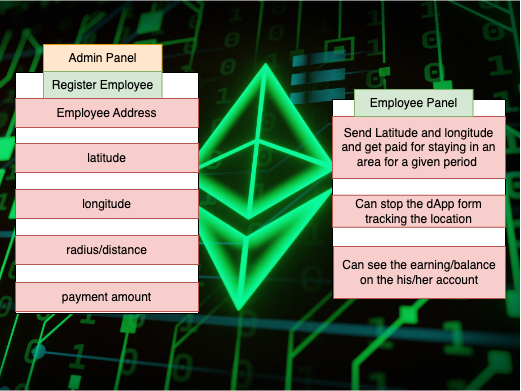 Admin Panel
Register Employee
Employee Address
latitude
longitude
radius/distance
payment amount
Employee Panel
Send Latitude and longitude
and get paid for staying in an
area for a given period
Can stop the dApp form
tracking the location
Can see the earning/balance
on the his/her account